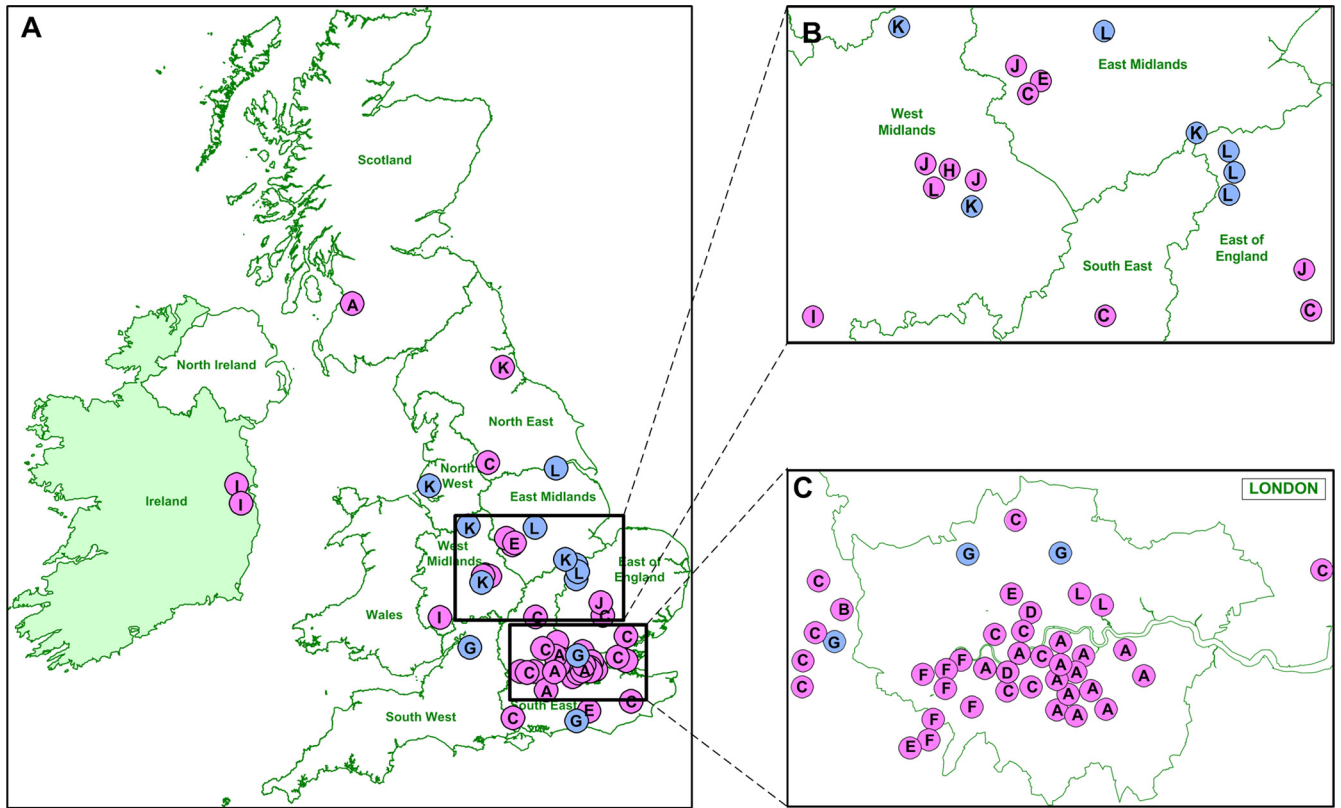 A
Scotland
A
North Ireland
K
North East
C
North
West
L
K
I
I
Ireland
East Midlands
K
L
E
West
Midlands
K
K
L
East of
England
J
C
Wales
I
C
G
C
C
A
G
C
C
A
A
A
South East
C
South West
C
E
G
B
K
L
East Midlands
J
E
C
West
Midlands
K
L
L
L
J
H
J
L
K
East of
England
South East
J
I
C
C
C
LONDON
C
G
G
C
C
B
E
L
L
D
C
G
C
C
A
C
A
C
A
A
A
F
F
F
A
D
A
A
A
C
F
C
C
A
A
A
F
A
A
A
F
F
E